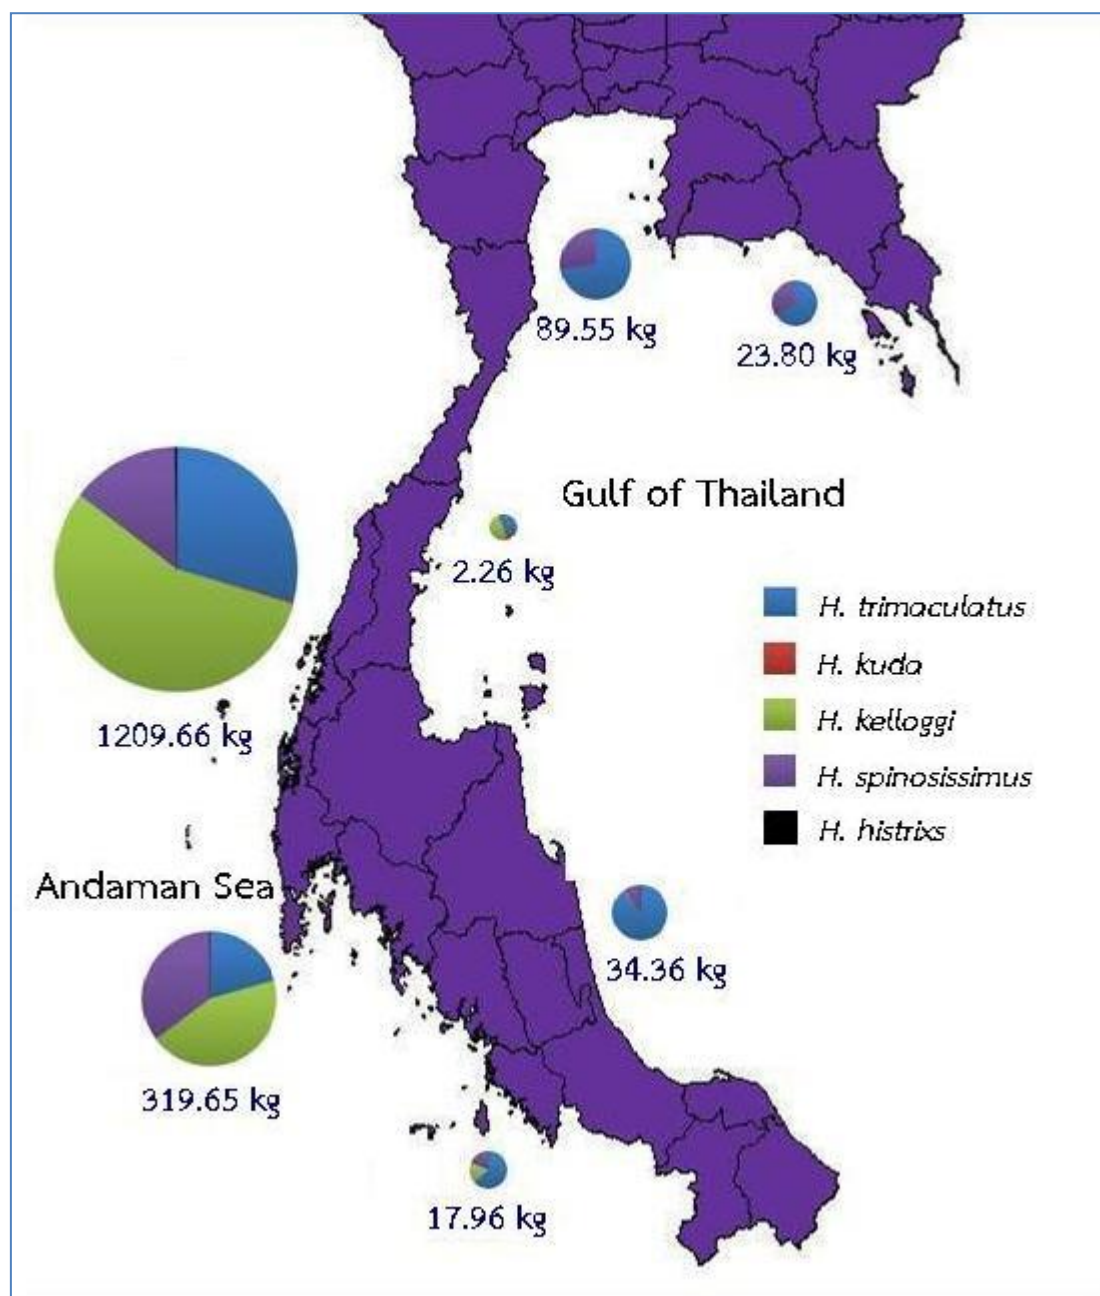 89.55 kg
23.80 kg
Gulf of Thailand
2.26 kg
H. trimaculatus
H. kuda
H. kelloggi
H. spinosissimus
H. histrixs
1209.66 kg
Andaman Sea
34.36 kg
319.65 kg
17.96 kg